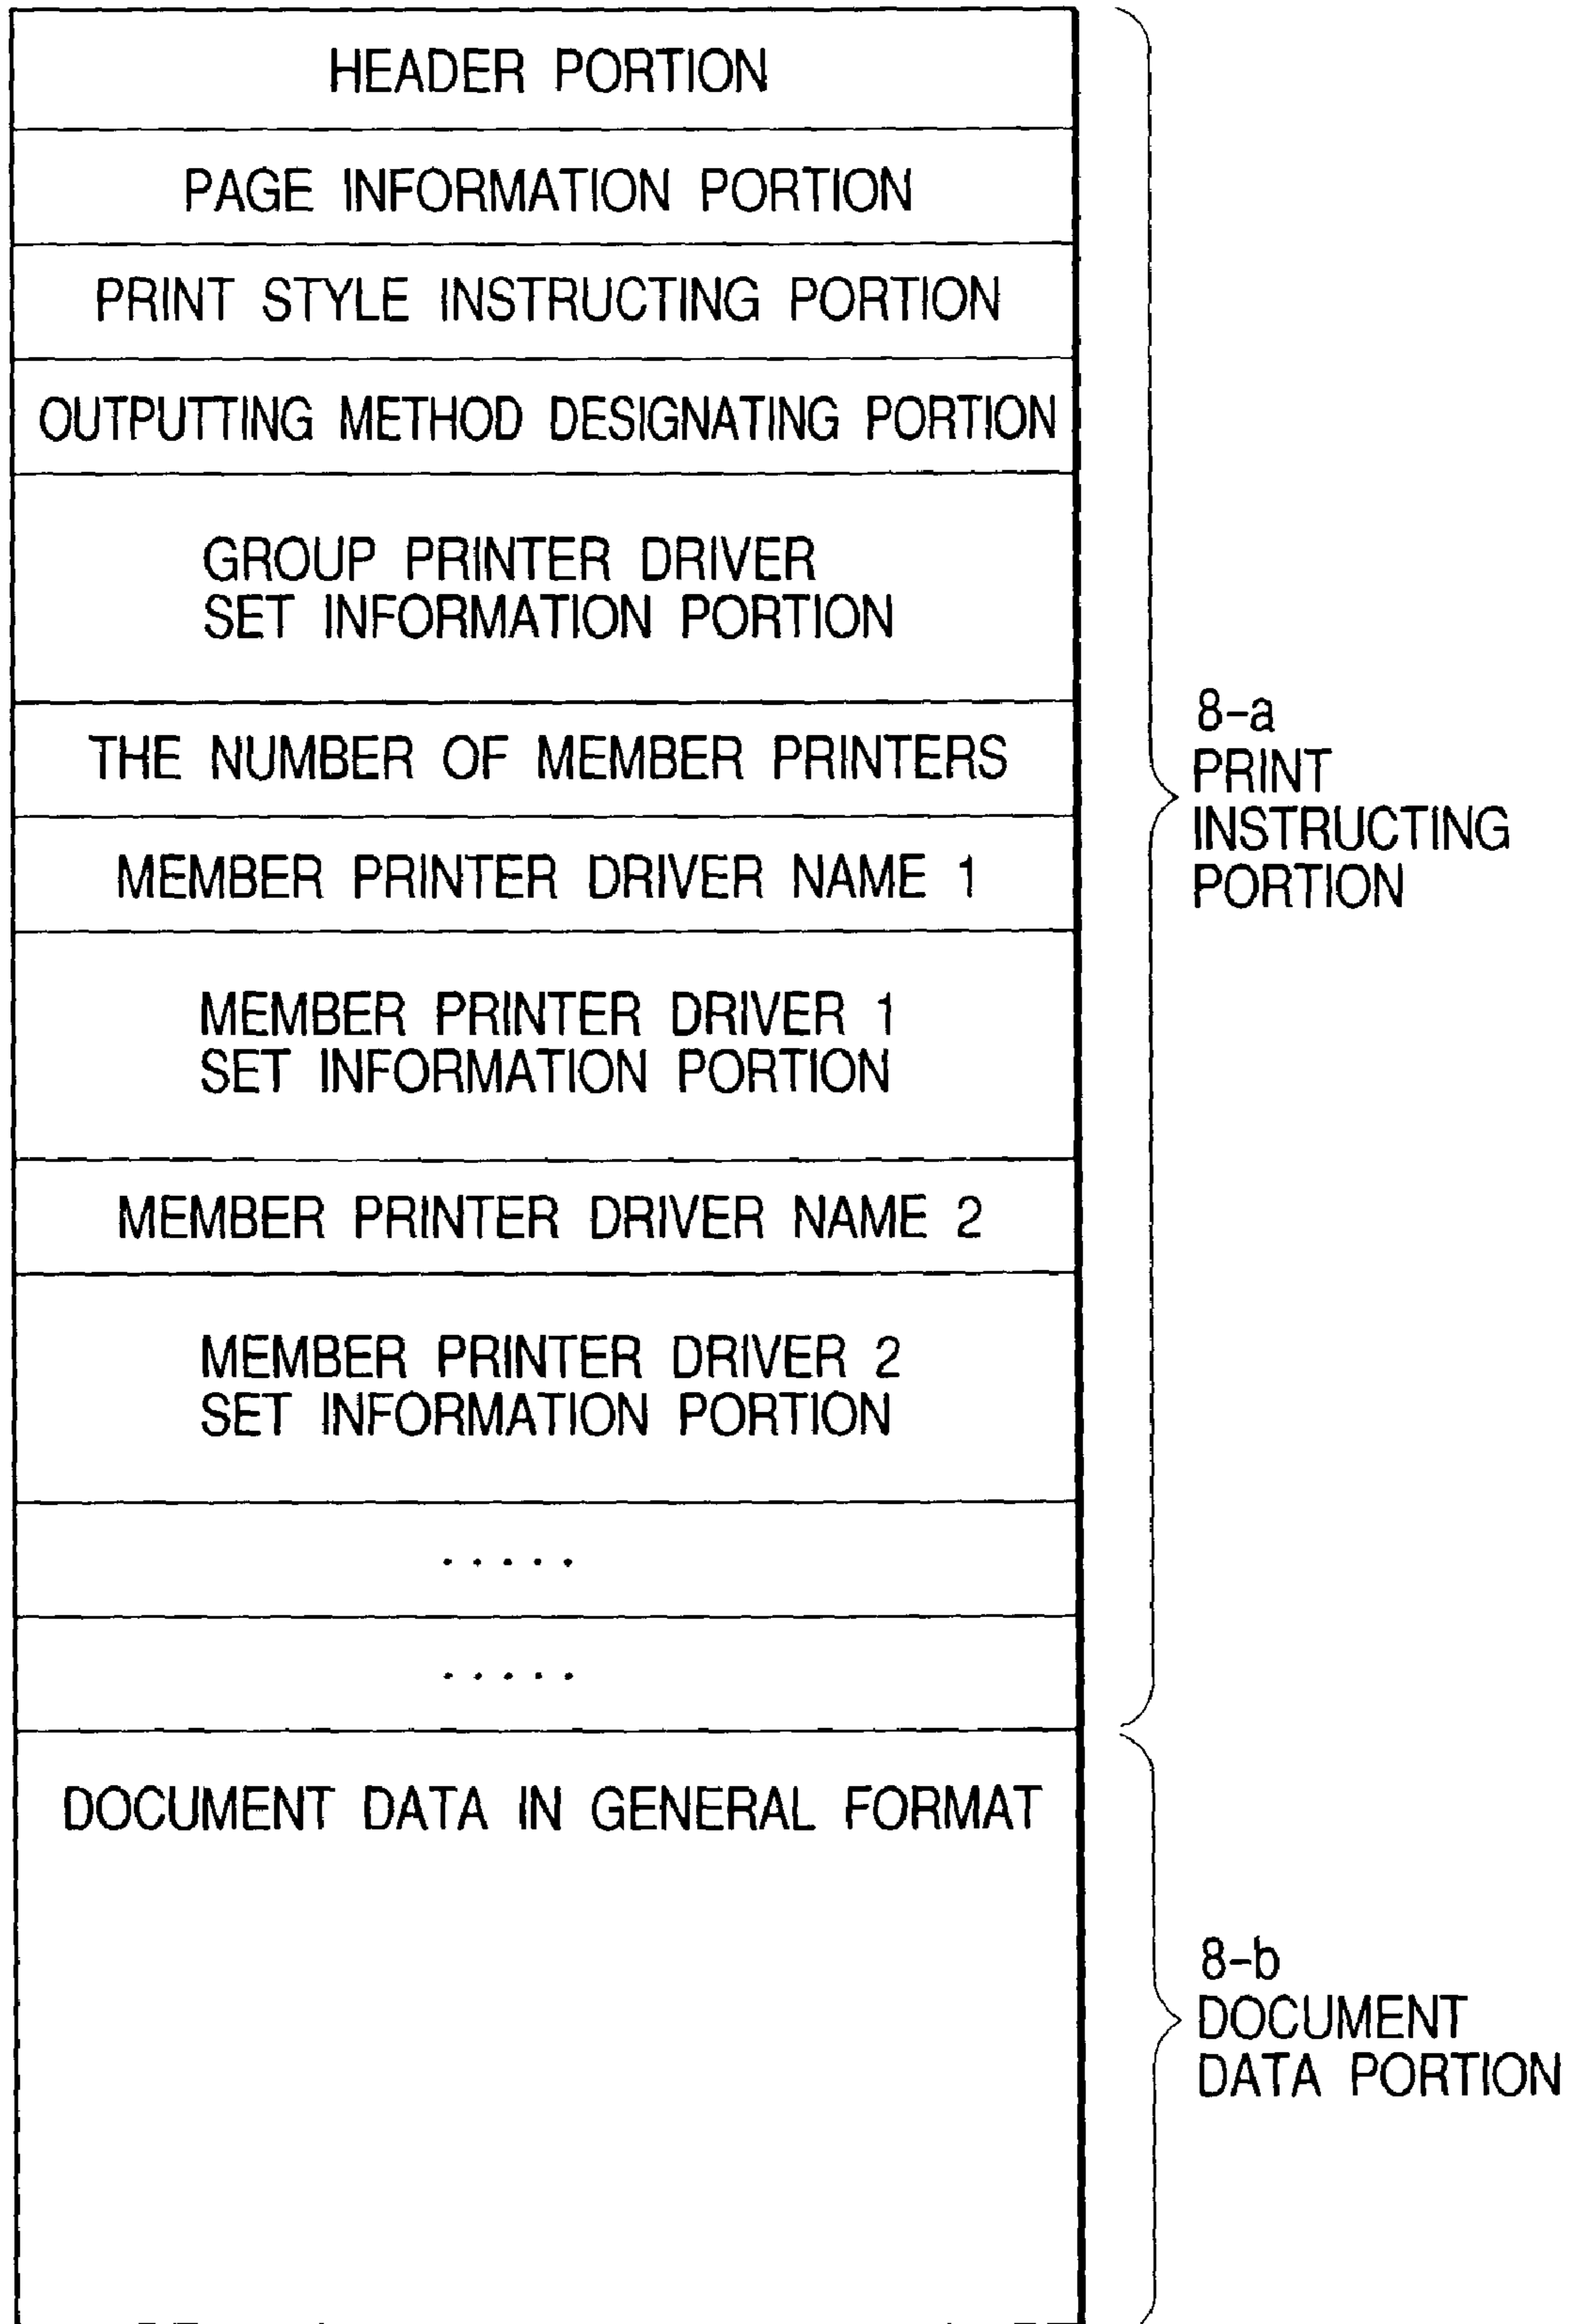 HEADER PORTION
PAGE INFORMATION PORTION
PRINT STYLE INSTRUCTING PORTION
OUTPUTTING METHOD DESIGNATING PORTION
GROUP PRINTER DRIVER
SET INFORMATION PORTION
THE NUMBER OF MEMBER PRINTERS
MEMBER PRINTER DRIVER NAME 1
MEMBER PRINTER DRIVER 1
SET INFORMATION PORTION
MEMBER PRINTER DRIVER NAME 2
MEMBER PRINTER DRIVER 2
SET INFORMATION PORTION
.....
.....
8-a
PRINT
INSTRUCTING
PORTION
DOCUMENT DATA IN GENERAL FORMAT
8-b
DOCUMENT
DATA PORTION